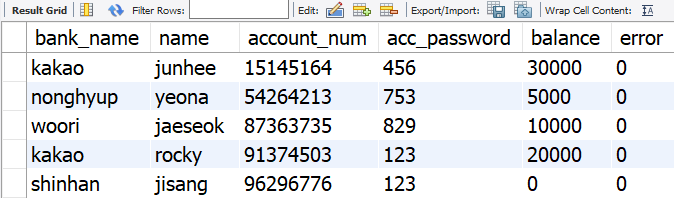 Result Grid Filter Rows: Edit: Export/Import: Wrap Cell Content: IA
bank_name name account_num acc_password balance error
kakao junhee 15145164 456 30000 0
nonghyup yeona 54264213 753 5000 0
woori jaeseok 87363735 829 10000 0
kakao rocky 91374503 123 20000 0
shinhan jisang 96296776 123 0 0